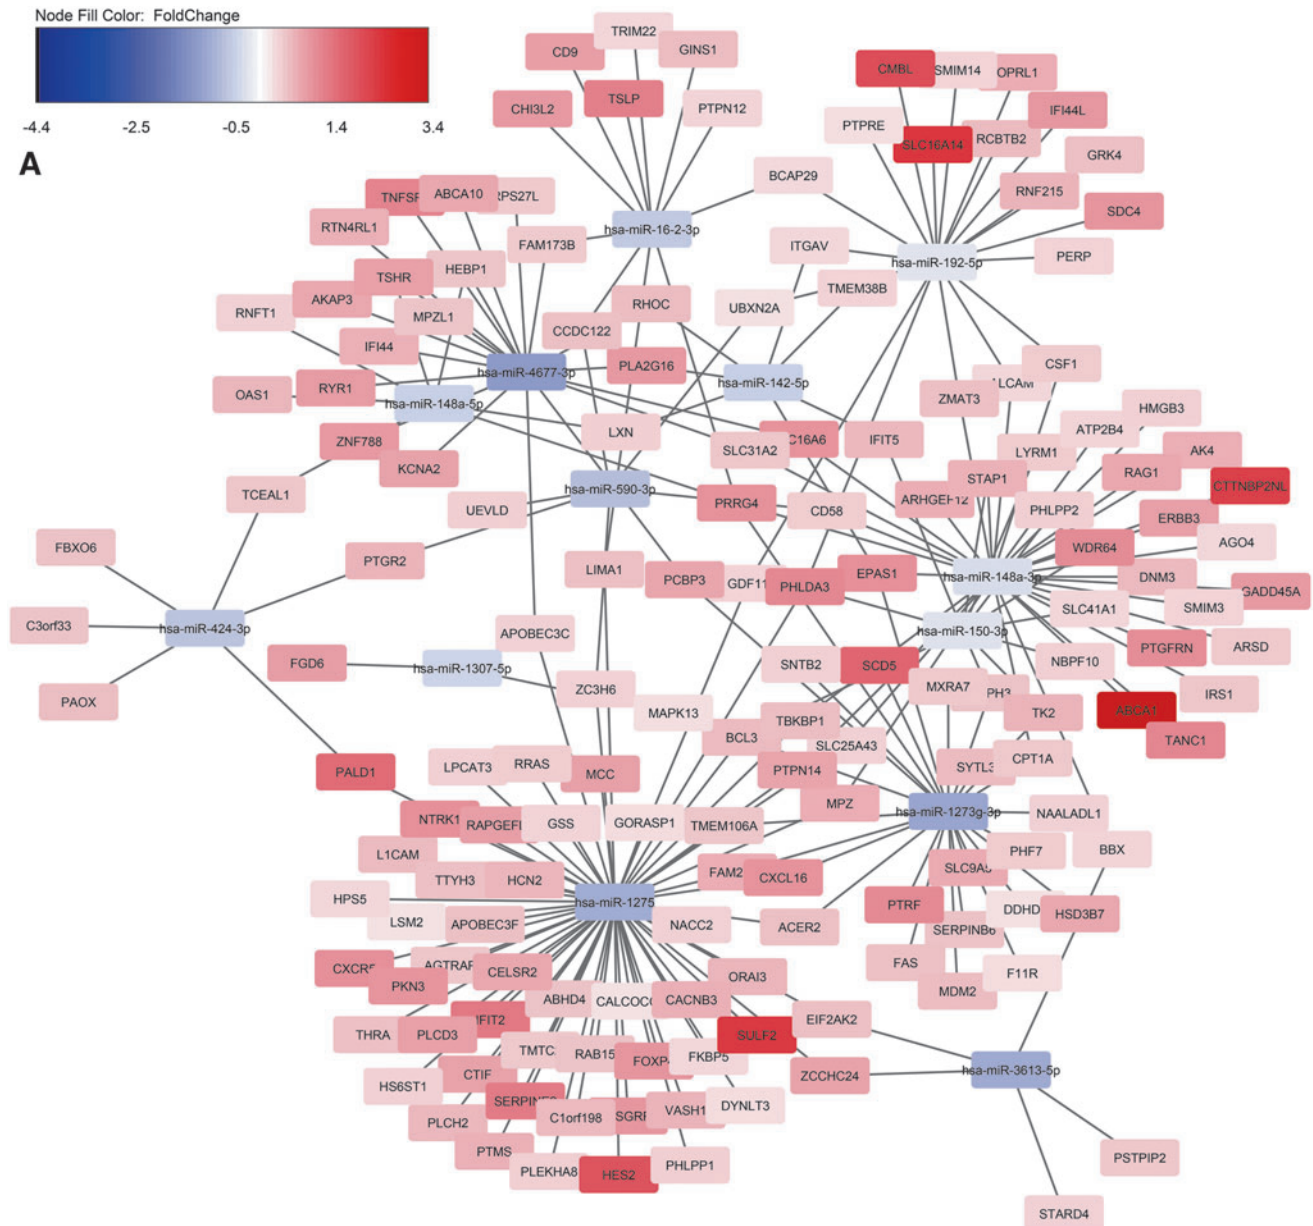 Node Fill Color: FoldChange
-4.4 -2.5 -0.5 1.4 3.4
A
TRIM22
CD9
GINS1
CHI3L2
TSLP
PTPN12
CMBL
SMIM14
OPRL1
PTPRE
IFI44L
SLC16A14
RCBTB2
GRK4
BCAP29
RNF215
SDC4
PERP
ABCA10
RPS27L
RTN4RL1
FAM173B
hsa-miR-16-2-3p
ITGAV
hsa-miR-192-5p
TSHR
HEBP1
TMEM38B
AKAP3
RNFT1
MPZL1
RHOC
UBXN2A
CCDC122
IFI44
hsa-miR-4677-3p
PLA2G16
hsa-miR-142-5p
CSF1
ALCAM
OAS1
RYR1
hsa-miR-148a-5p
ZMAT3
HMGB3
ZNF788
LXN
IFIT5
ATP2B4
SLC31A2
LYRM1
AK4
KCNA2
STAP1
RAG1
CTTNBP2NL
TCEAL1
hsa-miR-590-3p
PRRG4
ARHGEF12
UEVLD
CD58
PHLPP2
ERBB3
FBXO6
PTGR2
WDR64
AGO4
LIMA1
PCBP3
GDF11
PHLDA3
EPAS1
hsa-miR-148a-3p
DNM3
GADD45A
C3orf33
hsa-miR-424-3p
SLC41A1
SMIM3
APOBEC3C
hsa-miR-150-3p
FGD6
hsa-miR-1307-5p
SNTB2
SCD5
NBPF10
PTGFRN
ARSD
PAOX
ZC3H6
MXRA7
IRS1
MAPK13
TBKBP1
TK2
ABCA1
BCL3
SLC25A43
TANC1
PALD1
LPCAT3
RRAS
MCC
PTPN14
SYTL3
CPT1A
NTRK1
GSS
GORASP1
TMEM106A
MPZ
hsa-miR-1273g-3p
NAALADL1
L1CAM
TTYH3
HCN2
CXCL16
PHF7
BBX
HPS5
LSM2
APOBEC3F
hsa-miR-1275
NACC2
ACER2
PTRF
HSD3B7
SERPINB6
CELSR2
ORAI3
FAS
F11R
PKN3
ABHD4
CACNB3
MDM2
THRA
PLCD3
SULF2
EIF2AK2
RAB15
FKBP5
HS6ST1
CTIF
ZCCHC24
hsa-miR-3613-5p
PLCH2
C1orf198
VASH1
DYNLT3
PTMS
PLEKHA8
HES2
PHLPP1
PSTPIP2
STARD4